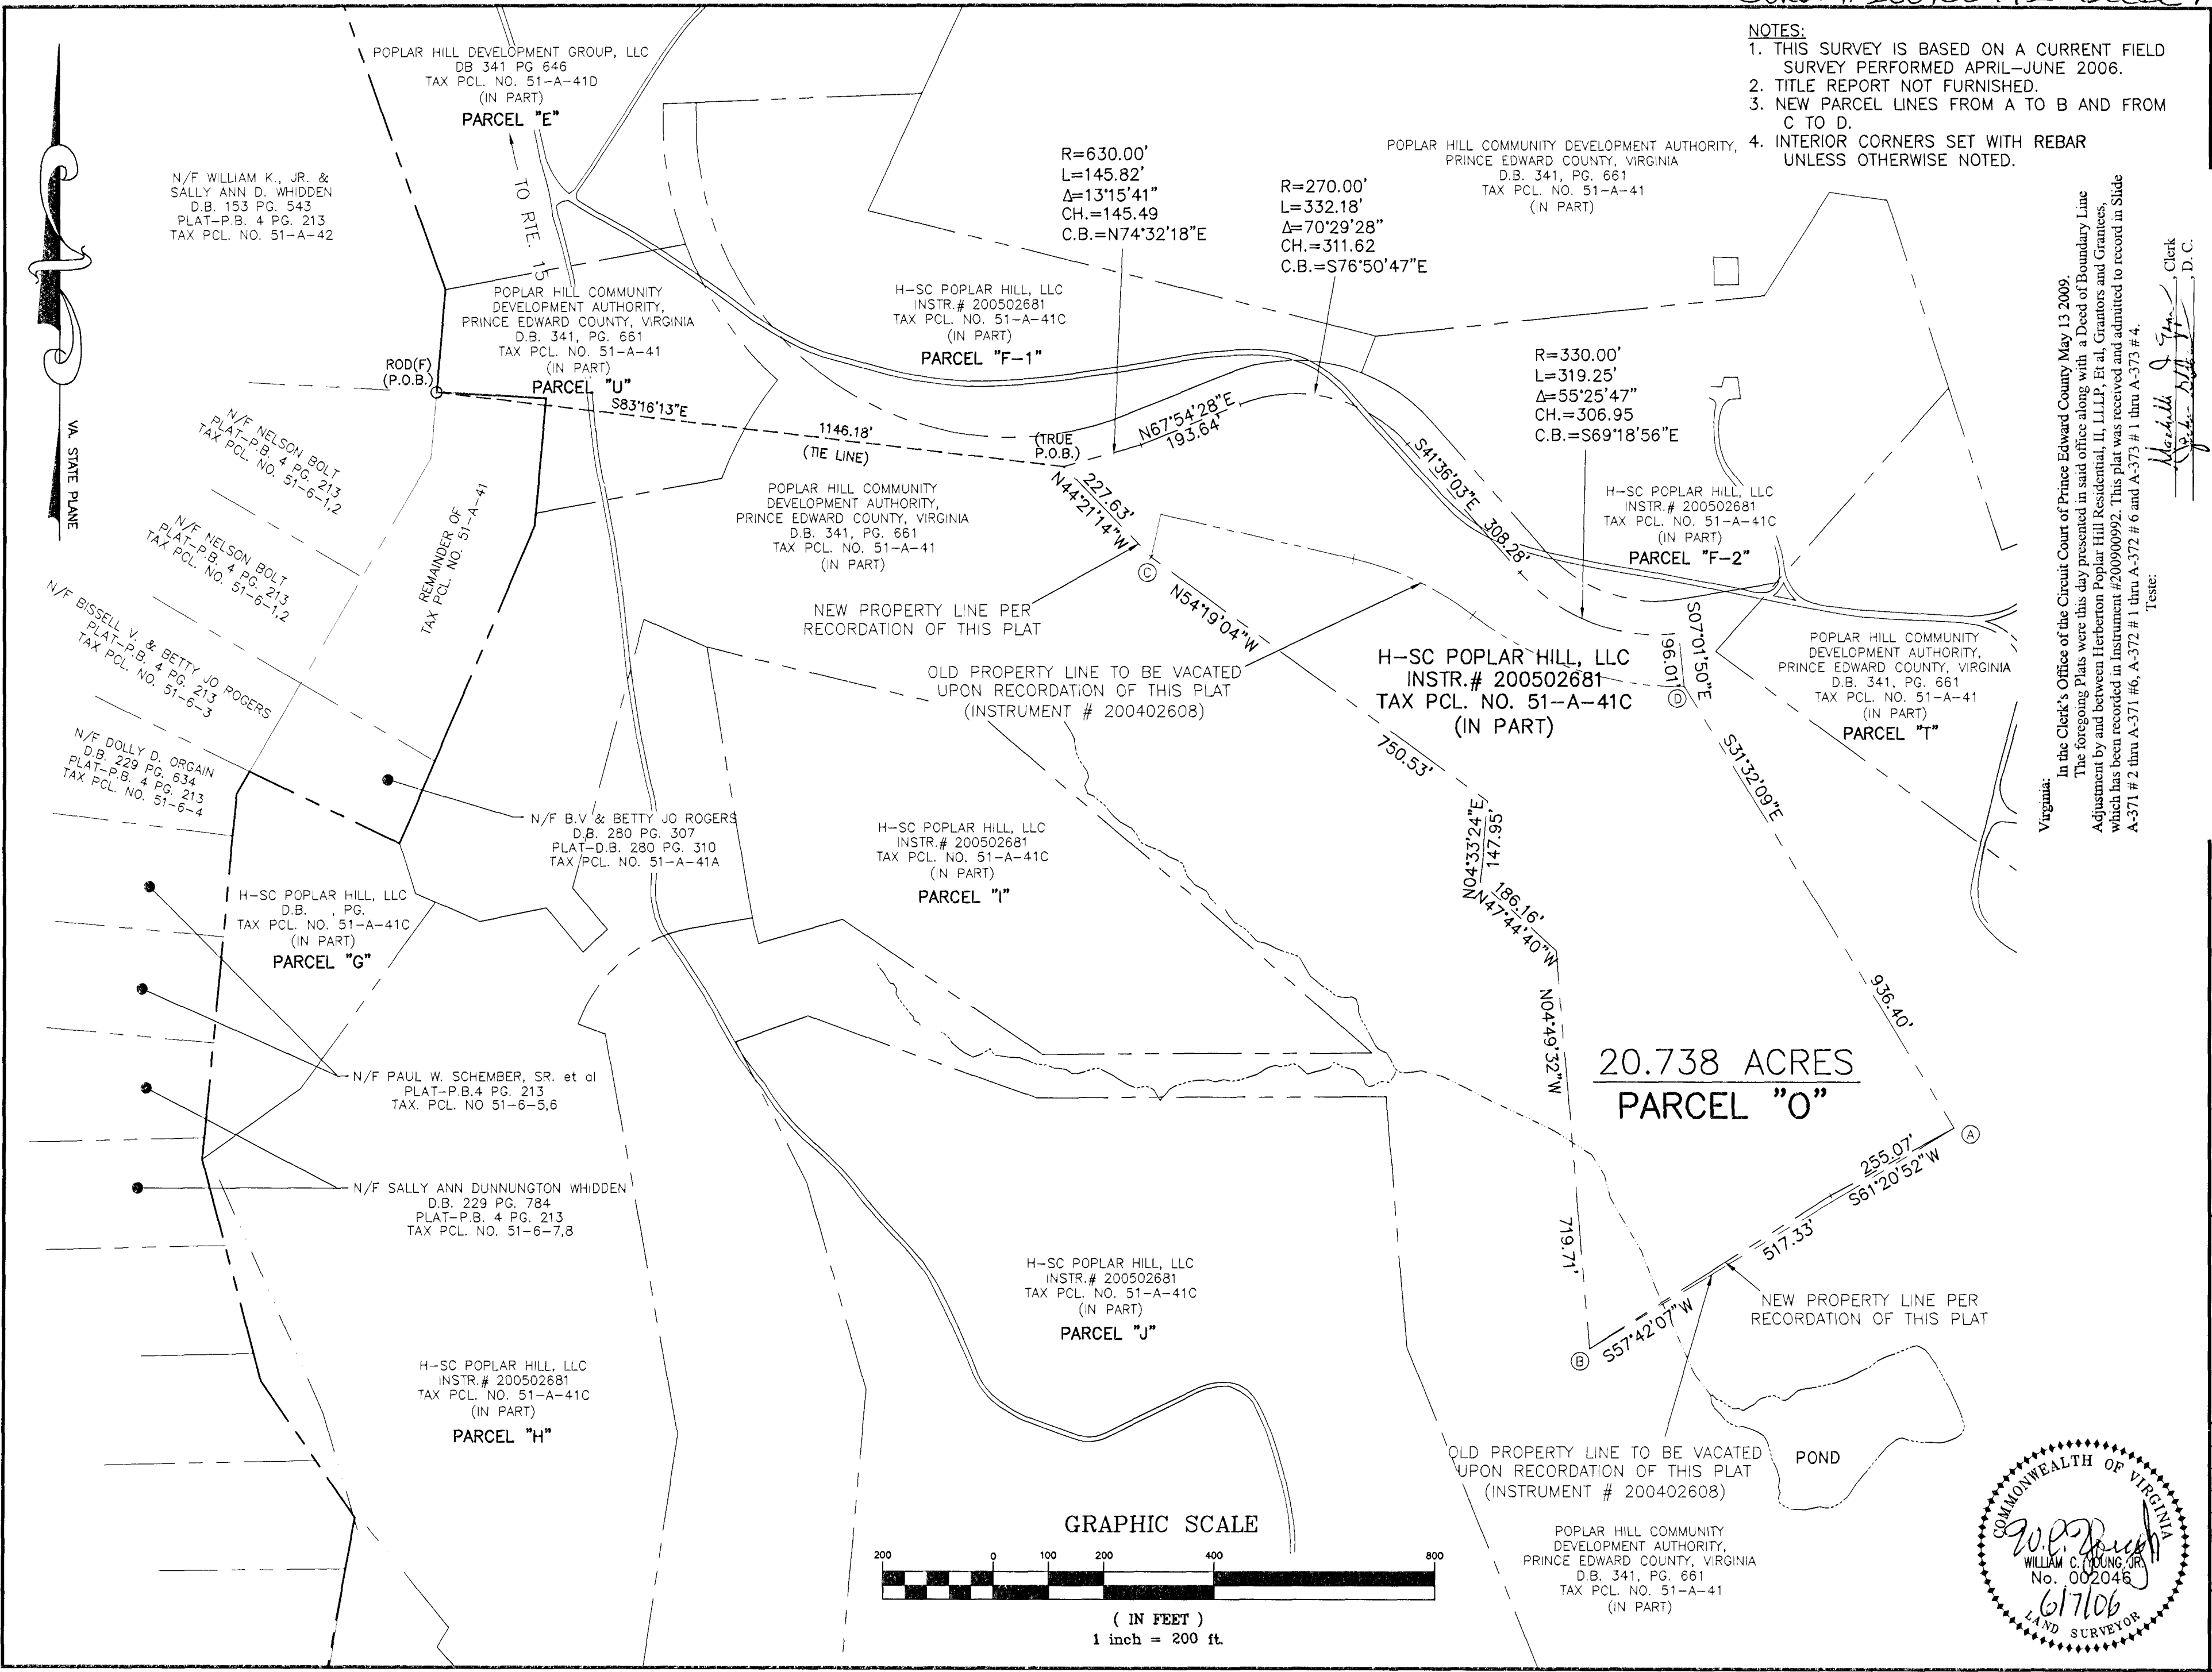 NOTES:
1. THIS SURVEY IS BASED ON A CURRENT FIELD
SURVEY PERFORMED APRIL-JUNE 2006.
2. TITLE REPORT NOT FURNISHED.
3. NEW PARCEL LINES FROM A TO B AND FROM
C TO D.
4. INTERIOR CORNERS SET WITH REBAR
UNLESS OTHERWISE NOTED.
POPLAR HILL DEVELOPMENT GROUP, LLC
DB 341 PG 646
TAX PCL. NO. 51-A-41D
(IN PART)
PARCEL "E"
TO RTE. 15
N/F WILLIAM K., JR. &
SALLY ANN D. WHIDDEN
D.B. 153 PG. 543
PLAT-P.B. 4 PG. 213
TAX PCL. NO. 51-A-42
VA. STATE PLANE
R=630.00'
L=145.82'
Δ=13°15'41"
CH.=145.49
C.B.=N74°32'18"E
R=270.00'
L=332.18'
Δ=70°29'28"
CH.=311.62
C.B.=S76°50'47"E
POPLAR HILL COMMUNITY DEVELOPMENT AUTHORITY,
PRINCE EDWARD COUNTY, VIRGINIA
D.B. 341, PG. 661
TAX PCL. NO. 51-A-41
(IN PART)
POPLAR HILL COMMUNITY
DEVELOPMENT AUTHORITY,
PRINCE EDWARD COUNTY, VIRGINIA
D.B. 341, PG. 661
TAX PCL. NO. 51-A-41
(IN PART)
PARCEL "U"
H-SC POPLAR HILL, LLC
INSTR.# 200502681
TAX PCL. NO. 51-A-41C
(IN PART)
PARCEL "F-1"
R=330.00'
L=319.25'
Δ=55°25'47"
CH.=306.95
C.B.=S69°18'56"E
ROD(F)
(P.O.B.)
S83°16'13"E
1146.18'
(TIE LINE)
(TRUE
P.O.B.)
N67°54'28"E
193.64'
S41°36'03"E
308.28'
227.63'
N44°21'14"W
C
N54°19'04"W
750.53'
H-SC POPLAR HILL, LLC
INSTR.# 200502681
TAX PCL. NO. 51-A-41C
(IN PART)
PARCEL "F-2"
N/F NELSON BOLT
PLAT-P.B. 4 PG. 213
TAX PCL. NO. 51-6-1,2
N/F NELSON BOLT
PLAT-P.B. 4 PG. 213
TAX PCL. NO. 51-6-1,2
N/F BISSELL V. & BETTY JO ROGERS
PLAT-P.B. 4 PG. 213
TAX PCL. NO. 51-6-3
N/F DOLLY D. ORGAIN
D.B. 229 PG. 634
PLAT-P.B. 4 PG. 213
TAX PCL. NO. 51-6-4
REMAINDER OF
TAX PCL. NO. 51-A-41
POPLAR HILL COMMUNITY
DEVELOPMENT AUTHORITY,
PRINCE EDWARD COUNTY, VIRGINIA
D.B. 341, PG. 661
TAX PCL. NO. 51-A-41
(IN PART)
NEW PROPERTY LINE PER
RECORDATION OF THIS PLAT
OLD PROPERTY LINE TO BE VACATED
UPON RECORDATION OF THIS PLAT
(INSTRUMENT # 200402608)
H-SC POPLAR HILL, LLC
INSTR.# 200502681
TAX PCL. NO. 51-A-41C
(IN PART)
S07°01'50"E
196.01'
D
S31°32'09"E
936.40'
POPLAR HILL COMMUNITY
DEVELOPMENT AUTHORITY,
PRINCE EDWARD COUNTY, VIRGINIA
D.B. 341, PG. 661
TAX PCL. NO. 51-A-41
(IN PART)
PARCEL "T"
N/F B.V. & BETTY JO ROGERS
D.B. 280 PG. 307
PLAT-D.B. 280 PG. 310
TAX PCL. NO. 51-A-41A
H-SC POPLAR HILL, LLC
INSTR.# 200502681
TAX PCL. NO. 51-A-41C
(IN PART)
PARCEL "I"
N04°33'24"E
147.95'
186.16'
N47°44'40"W
N04°49'32"W
719.71'
H-SC POPLAR HILL, LLC
D.B. , PG.
TAX PCL. NO. 51-A-41C
(IN PART)
PARCEL "G"
20.738 ACRES
PARCEL "O"
A
255.07'
S61°20'52"W
517.33'
S57°42'07"W
B
N/F PAUL W. SCHEMBER, SR. et al
PLAT-P.B.4 PG. 213
TAX. PCL. NO 51-6-5,6
N/F SALLY ANN DUNNUNGTON WHIDDEN
D.B. 229 PG. 784
PLAT-P.B. 4 PG. 213
TAX PCL. NO. 51-6-7,8
H-SC POPLAR HILL, LLC
INSTR.# 200502681
TAX PCL. NO. 51-A-41C
(IN PART)
PARCEL "J"
NEW PROPERTY LINE PER
RECORDATION OF THIS PLAT
H-SC POPLAR HILL, LLC
INSTR.# 200502681
TAX PCL. NO. 51-A-41C
(IN PART)
PARCEL "H"
OLD PROPERTY LINE TO BE VACATED
UPON RECORDATION OF THIS PLAT
(INSTRUMENT # 200402608)
POND
POPLAR HILL COMMUNITY
DEVELOPMENT AUTHORITY,
PRINCE EDWARD COUNTY, VIRGINIA
D.B. 341, PG. 661
TAX PCL. NO. 51-A-41
(IN PART)
GRAPHIC SCALE
200 0 100 200 400 800
( IN FEET )
1 inch = 200 ft.
Virginia:
In the Clerk's Office of the Circuit Court of Prince Edward County May 13 2009.
The foregoing Plats were this day presented in said office along with a Deed of Boundary Line
Adjustment by and between Herberton Poplar Hill Residential, II, LLLP, Et al, Grantors and Grantees,
which has been recorded in Instrument #200900992. This plat was received and admitted to record in Slide
A-371 # 2 thru A-371 #6, A-372 # 1 thru A-372 # 6 and A-373 # 1 thru A-373 # 4.
Teste:
, Clerk
, D. C.
COMMONWEALTH OF VIRGINIA
WILLIAM C. YOUNG, JR.
No. 002046
6/7/06
LAND SURVEYOR